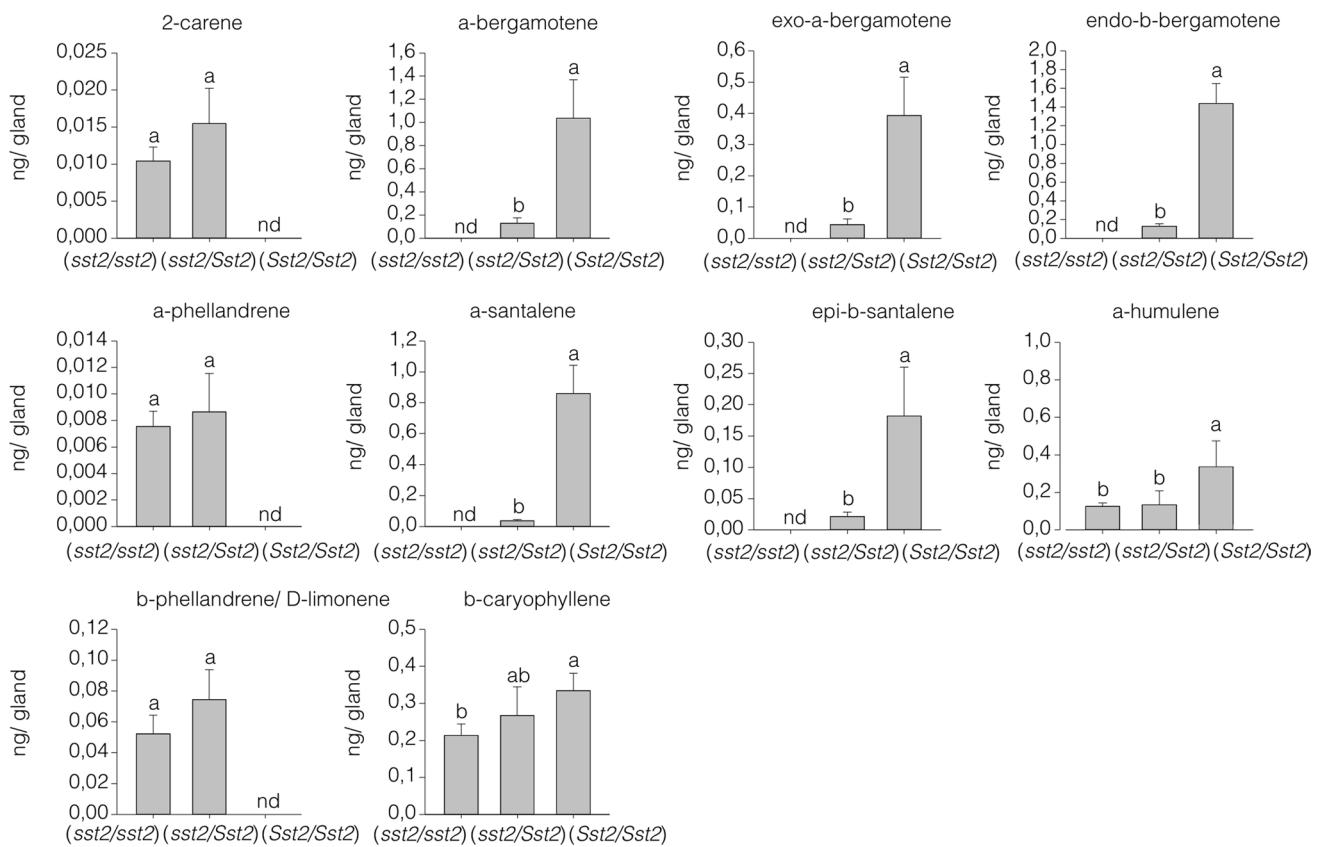 2-carene
a-bergamotene
exo-a-bergamotene
endo-b-bergamotene
ng/ gland
0,025
0,020
0,015
0,010
0,005
0,000
a
a
nd
(sst2/sst2) (sst2/Sst2) (Sst2/Sst2)
1,6
1,4
1,2
1,0
0,8
0,6
0,4
0,2
0,0
ng/ gland
nd
b
a
(sst2/sst2) (sst2/Sst2) (Sst2/Sst2)
ng/ gland
0,6
0,5
0,4
0,3
0,2
0,1
0,0
nd
b
a
(sst2/sst2) (sst2/Sst2) (Sst2/Sst2)
ng/ gland
2,0
1,8
1,6
1,4
1,2
1,0
0,8
0,6
0,4
0,2
0,0
nd
b
a
(sst2/sst2) (sst2/Sst2) (Sst2/Sst2)
a-phellandrene
a-santalene
epi-b-santalene
a-humulene
ng/ gland
0,014
0,012
0,010
0,008
0,006
0,004
0,002
0,000
a
a
nd
(sst2/sst2) (sst2/Sst2) (Sst2/Sst2)
ng/ gland
1,2
1,0
0,8
0,6
0,4
0,2
0,0
nd
b
a
(sst2/sst2) (sst2/Sst2) (Sst2/Sst2)
ng/ gland
0,30
0,25
0,20
0,15
0,10
0,05
0,00
nd
b
a
(sst2/sst2) (sst2/Sst2) (Sst2/Sst2)
ng/ gland
1,0
0,8
0,6
0,4
0,2
0,0
b
b
a
(sst2/sst2) (sst2/Sst2) (Sst2/Sst2)
b-phellandrene/ D-limonene
b-caryophyllene
ng/ gland
0,12
0,10
0,08
0,06
0,04
0,02
0,00
a
a
nd
(sst2/sst2) (sst2/Sst2) (Sst2/Sst2)
ng/ gland
0,5
0,4
0,3
0,2
0,1
0,0
b
ab
a
(sst2/sst2) (sst2/Sst2) (Sst2/Sst2)